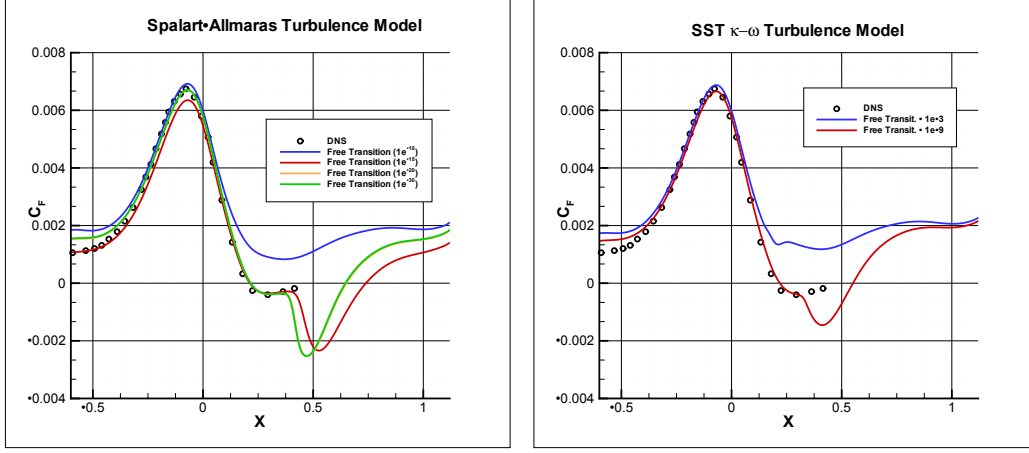 Spalart•Allmaras Turbulence Model
0.008
0.006
0.004
0.002
0
•0.002
•0.004
C_F
DNS
Free Transition (1e^-10)
Free Transition (1e^-15)
Free Transition (1e^-20)
Free Transition (1e^-30)
•0.5
0
0.5
1
X
SST κ−ω Turbulence Model
0.008
0.006
0.004
0.002
0
•0.002
•0.004
C_F
DNS
Free Transit. • 1e•3
Free Transit. • 1e•9
•0.5
0
0.5
1
X